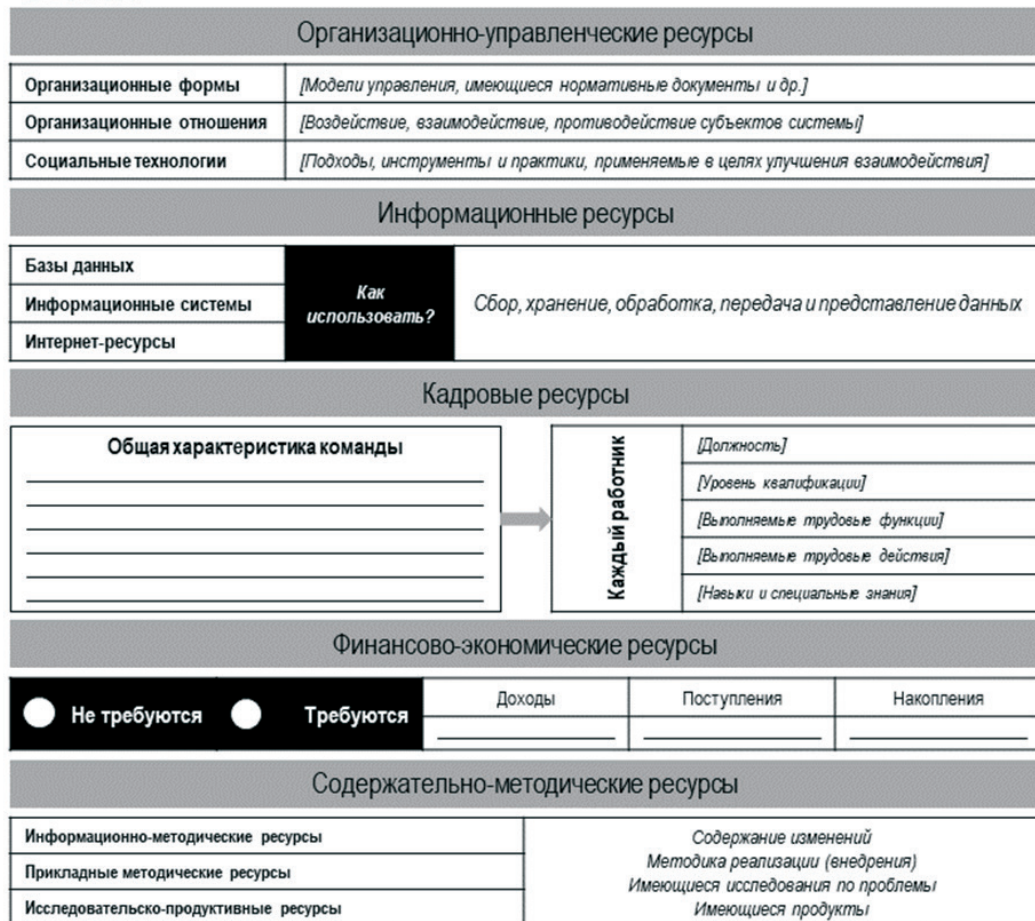 Организационно-управленческие ресурсы
Организационные формы
[Модели управления, имеющиеся нормативные документы и др.]
Организационные отношения
[Воздействие, взаимодействие, противодействие субъектов системы]
Социальные технологии
[Подходы, инструменты и практики, применяемые в целях улучшения взаимодействия]
Информационные ресурсы
Базы данных
Информационные системы
Интернет-ресурсы
Как
использовать?
Сбор, хранение, обработка, передача и представление данных
Кадровые ресурсы
Общая характеристика команды
Каждый работник
[Должность]
[Уровень квалификации]
[Выполняемые трудовые функции]
[Выполняемые трудовые действия]
[Навыки и специальные знания]
Финансово-экономические ресурсы
Не требуются
Требуются
Доходы
Поступления
Накопления
Содержательно-методические ресурсы
Информационно-методические ресурсы
Прикладные методические ресурсы
Исследовательско-продуктивные ресурсы
Содержание изменений
Методика реализации (внедрения)
Имеющиеся исследования по проблемы
Имеющиеся продукты